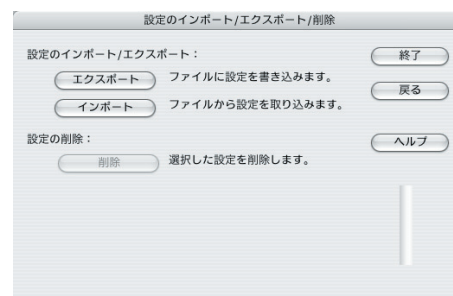 設定のインポート/エクスポート/削除
設定のインポート/エクスポート：
エクスポート ファイルに設定を書き込みます。
インポート ファイルから設定を取り込みます。
設定の削除：
削除 選択した設定を削除します。
終了
戻る
ヘルプ